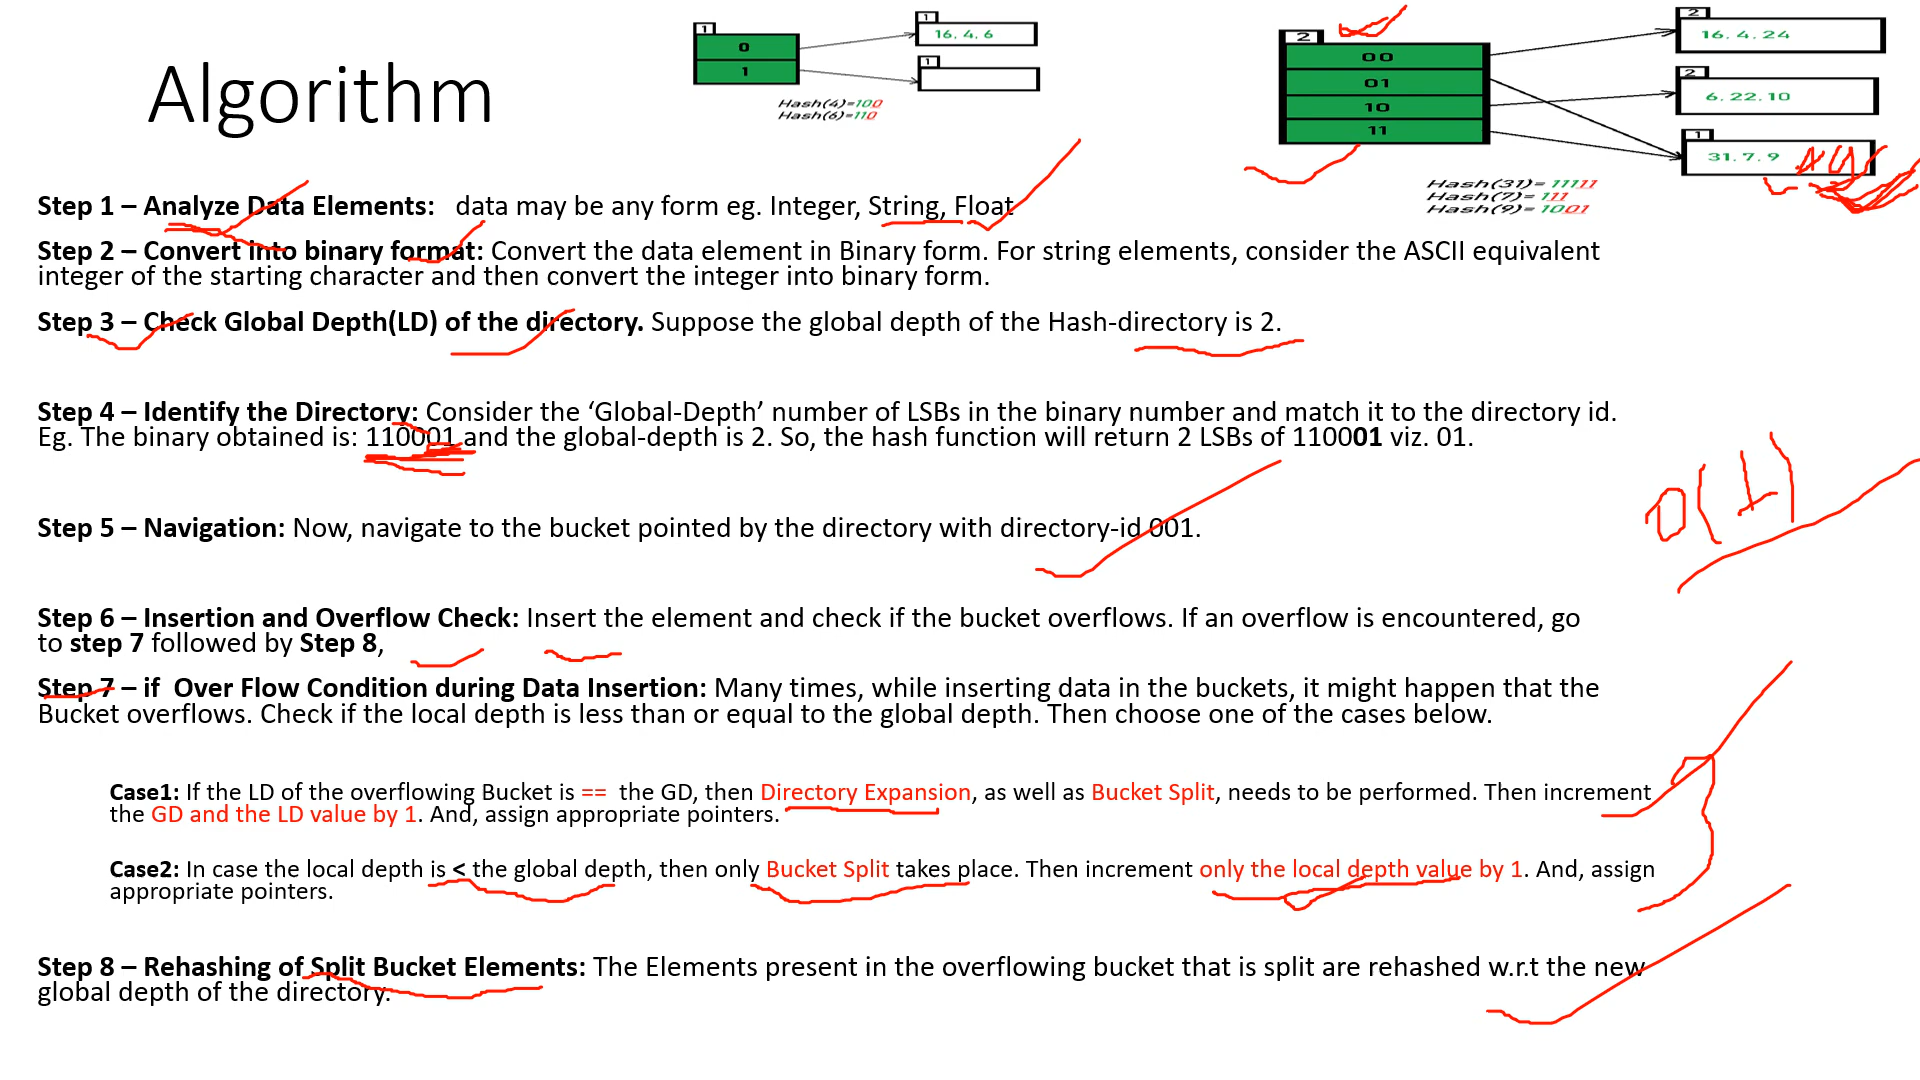 Algorithm
1
0
1
1
16, 4, 6
1
Hash(4)=100
Hash(6)=110
2
00
01
10
11
2
16, 4, 24
2
6, 22, 10
1
31, 7, 9
Hash(31)= 11111
Hash(7)= 111
Hash(9)= 1001
Step 1 – Analyze Data Elements: data may be any form eg. Integer, String, Float
Step 2 – Convert into binary format: Convert the data element in Binary form. For string elements, consider the ASCII equivalent
integer of the starting character and then convert the integer into binary form.
Step 3 – Check Global Depth(LD) of the directory. Suppose the global depth of the Hash-directory is 2.
Step 4 – Identify the Directory: Consider the ‘Global-Depth’ number of LSBs in the binary number and match it to the directory id.
Eg. The binary obtained is: 110001 and the global-depth is 2. So, the hash function will return 2 LSBs of 110001 viz. 01.
O(1)
Step 5 – Navigation: Now, navigate to the bucket pointed by the directory with directory-id 001.
Step 6 – Insertion and Overflow Check: Insert the element and check if the bucket overflows. If an overflow is encountered, go
to step 7 followed by Step 8,
Step 7 – if Over Flow Condition during Data Insertion: Many times, while inserting data in the buckets, it might happen that the
Bucket overflows. Check if the local depth is less than or equal to the global depth. Then choose one of the cases below.
Case1: If the LD of the overflowing Bucket is == the GD, then Directory Expansion, as well as Bucket Split, needs to be performed. Then increment
the GD and the LD value by 1. And, assign appropriate pointers.
Case2: In case the local depth is < the global depth, then only Bucket Split takes place. Then increment only the local depth value by 1. And, assign
appropriate pointers.
Step 8 – Rehashing of Split Bucket Elements: The Elements present in the overflowing bucket that is split are rehashed w.r.t the new
global depth of the directory.